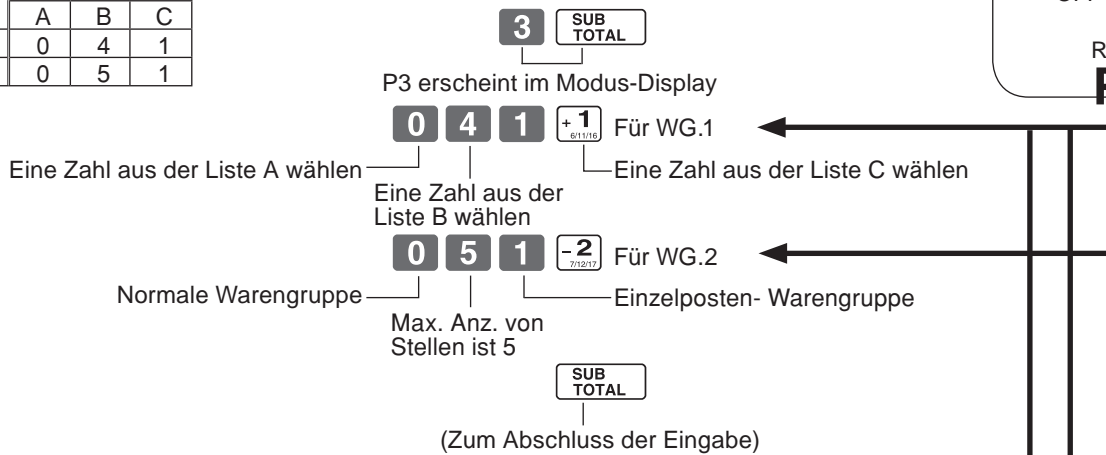 A B C
0 4 1
0 5 1
3 SUB TOTAL
P3 erscheint im Modus-Display
0 4 1 + 1 6/11/16 Für WG.1
Eine Zahl aus der Liste A wählen
Eine Zahl aus der Liste C wählen
Eine Zahl aus der
Liste B wählen
0 5 1 - 2 7/12/17 Für WG.2
Normale Warengruppe
Einzelposten- Warengruppe
Max. Anz. von
Stellen ist 5
SUB
TOTAL
(Zum Abschluss der Eingabe)